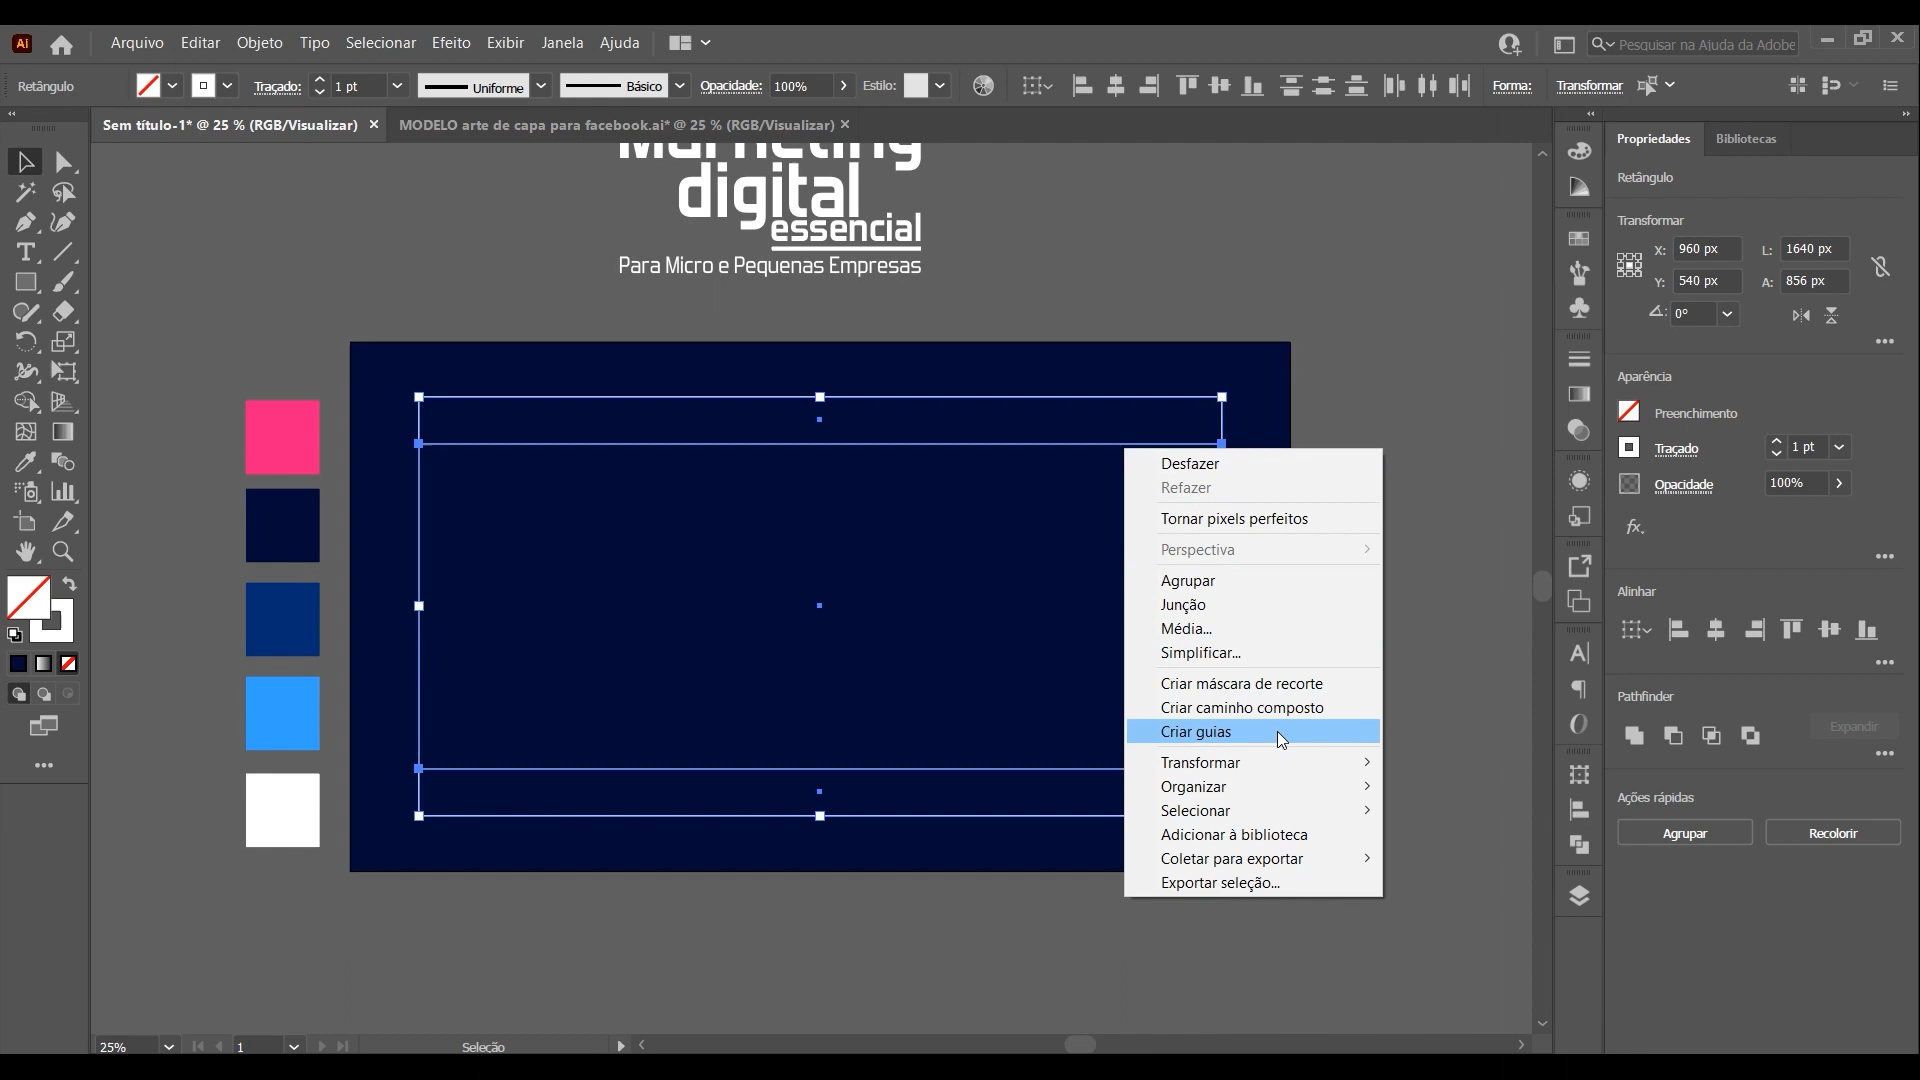 Ai
Arquivo Editar Objeto Tipo Selecionar Efeito Exibir Janela Ajuda
Pesquisar na Ajuda da Adobe
Retângulo
Traçado: 1 pt
Uniforme
Básico
Opacidade: 100%
Estilo:
Forma:
Transformar
Sem título-1* @ 25 % (RGB/Visualizar)
MODELO arte de capa para facebook.ai* @ 25 % (RGB/Visualizar)
Marketing
digital
essencial
Para Micro e Pequenas Empresas
Desfazer
Refazer
Tornar pixels perfeitos
Perspectiva
Agrupar
Junção
Média...
Simplificar...
Criar máscara de recorte
Criar caminho composto
Criar guias
Transformar
Organizar
Selecionar
Adicionar à biblioteca
Coletar para exportar
Exportar seleção...
Propriedades Bibliotecas
Retângulo
Transformar
X: 960 px L: 1640 px
Y: 540 px A: 856 px
0°
Aparência
Preenchimento
Traçado 1 pt
Opacidade 100%
fx.
Alinhar
Pathfinder
Expandir
Ações rápidas
Agrupar Recolorir
25% 1 Seleção